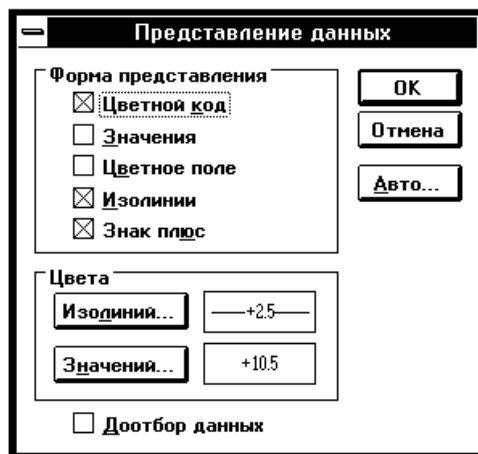 Представление данных
Форма представления
Цветной код
Значения
Цветное поле
Изолинии
Знак плюс
OK
Отмена
Авто...
Цвета
Изолиний...
+2.5
Значений...
+10.5
Доотбор данных